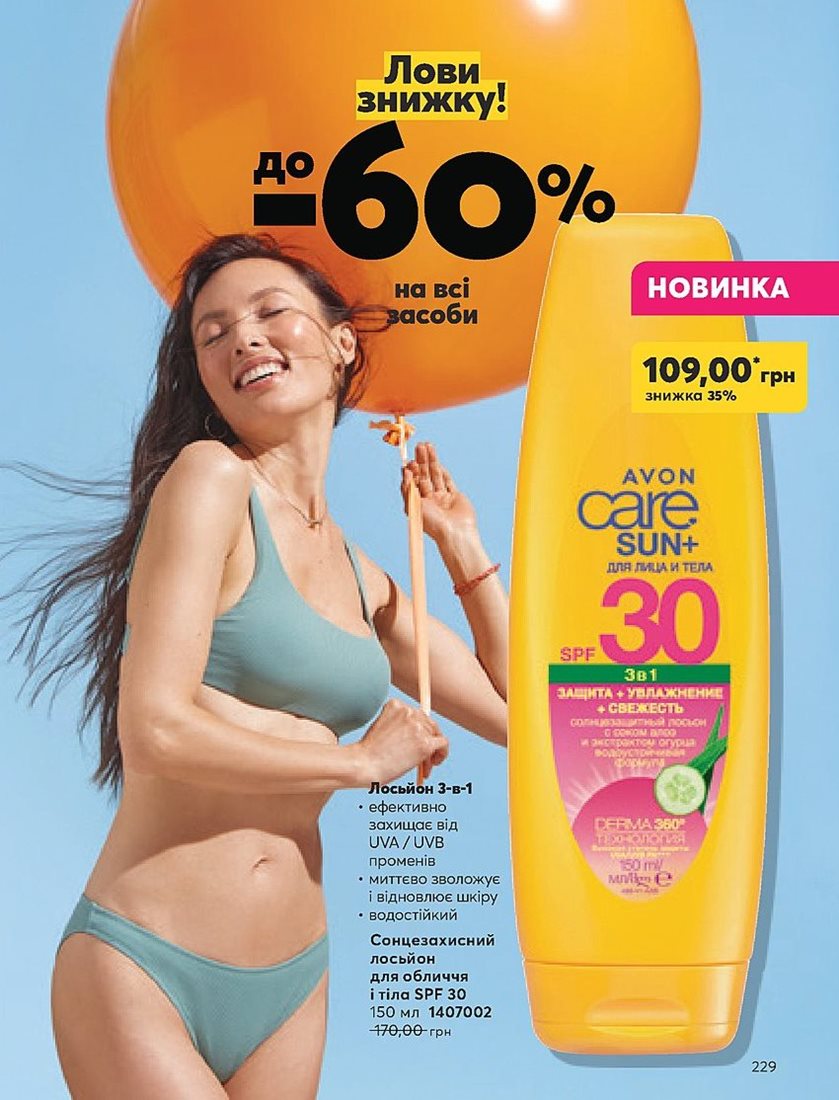 Лови
знижку!
до
-60%
на всі
засоби
НОВИНКА
109,00* грн
знижка 35%
AVON
care
SUN+
ДЛЯ ЛИЦА И ТЕЛА
SPF 30
3 в 1
ЗАЩИТА + УВЛАЖНЕНИЕ
+ СВЕЖЕСТЬ
солнцезащитный лосьон
с соком алоэ
и экстрактом огурца
водоустойчивая
формула
DERMA 360°
ТЕХНОЛОГИЯ
150 ml/
мл/
Лосьйон 3-в-1
• ефективно
захищає від
UVA / UVB
променів
• миттєво зволожує
і відновлює шкіру
• водостійкий
Сонцезахисний
лосьйон
для обличчя
і тіла SPF 30
150 мл 1407002
170,00 грн
229